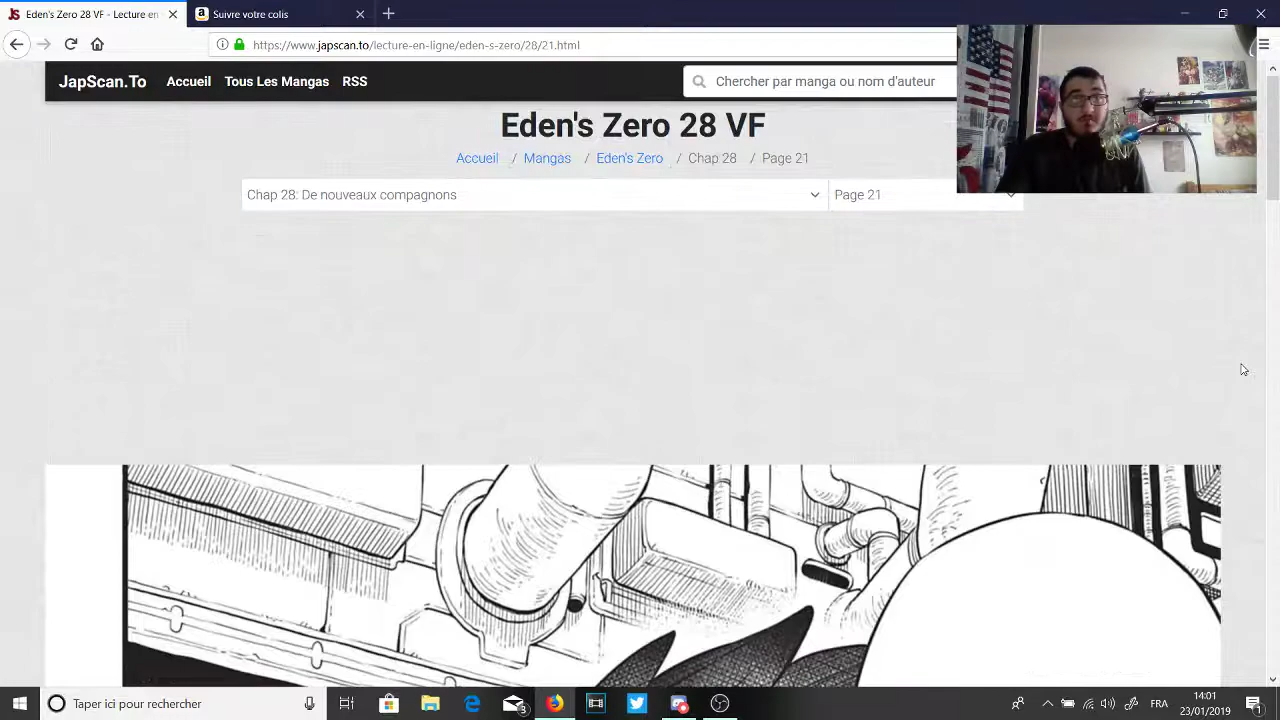 Eden's Zero 28 VF - Lecture en
Suivre votre colis
https://www.japscan.to/lecture-en-ligne/eden-s-zero/28/21.html
JapScan.To Accueil Tous Les Mangas RSS
Chercher par manga ou nom d'auteur
Eden's Zero 28 VF
Accueil / Mangas / Eden's Zero / Chap 28 / Page 21
Chap 28: De nouveaux compagnons
Page 21
Taper ici pour rechercher
3
FRA
14:01
23/01/2019
1